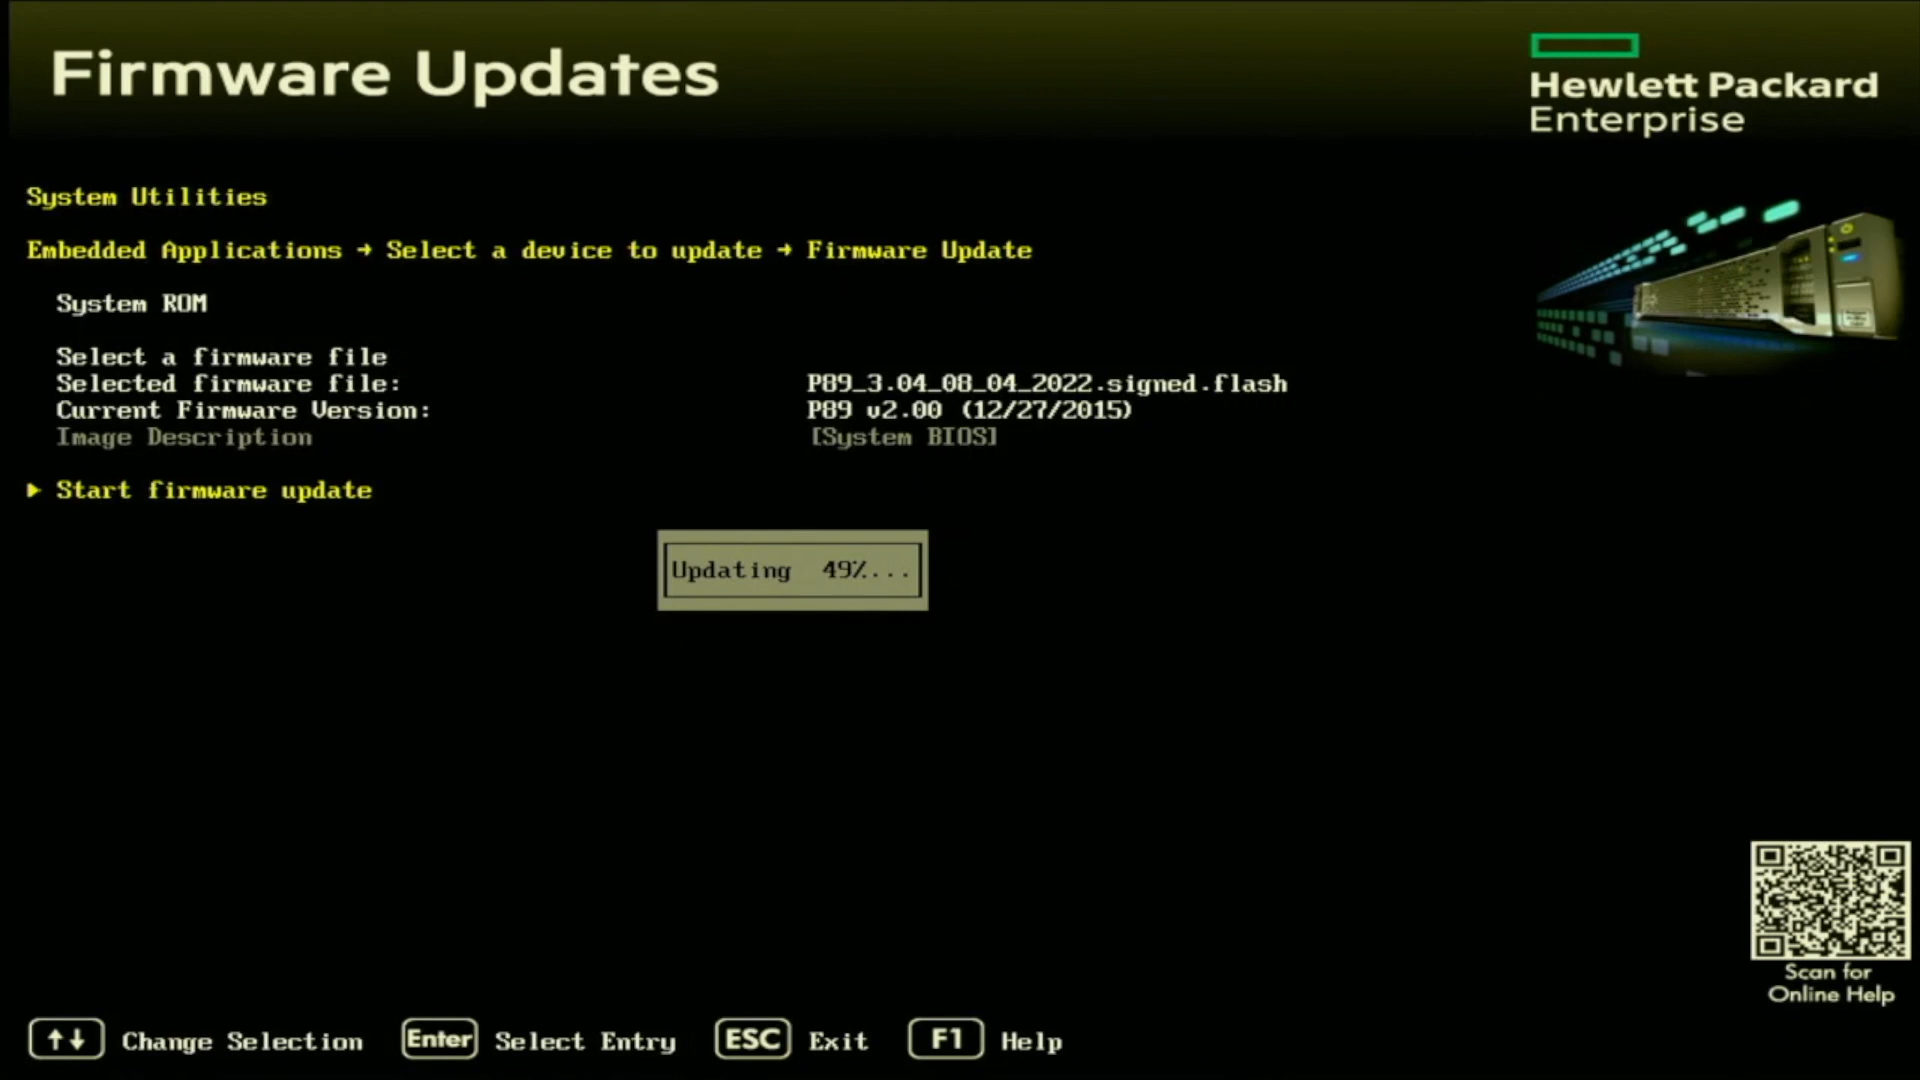 Firmware Updates
Hewlett Packard
Enterprise
System Utilities
Embedded Applications → Select a device to update → Firmware Update
System ROM
Select a firmware file
Selected firmware file: P89_3.04_08_04_2022.signed.flash
Current Firmware Version: P89 v2.00 (12/27/2015)
Image Description [System BIOS]
Start firmware update
Updating 49%...
Scan for
Online Help
↑↓ Change Selection Enter Select Entry ESC Exit F1 Help